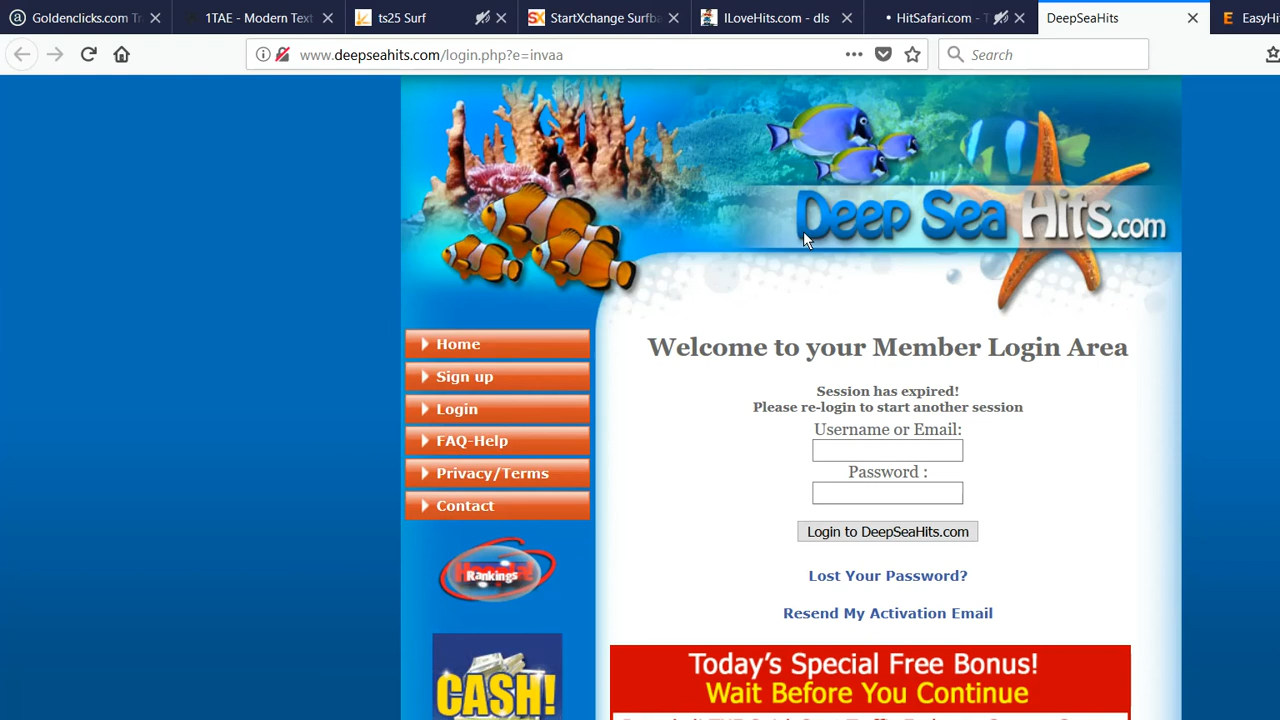 Goldenclicks.com Tr
1TAE - Modern Text
ts25 Surf
StartXchange Surfba
ILoveHits.com - dls
HitSafari.com - T
DeepSeaHits
EasyHi
www.deepseahits.com/login.php?e=invaa
Search
Deep Sea Hits.com
Home
Sign up
Login
FAQ-Help
Privacy/Terms
Contact
Rankings
CASH!
Welcome to your Member Login Area
Session has expired!
Please re-login to start another session
Username or Email:
Password :
Login to DeepSeaHits.com
Lost Your Password?
Resend My Activation Email
Today's Special Free Bonus!
Wait Before You Continue